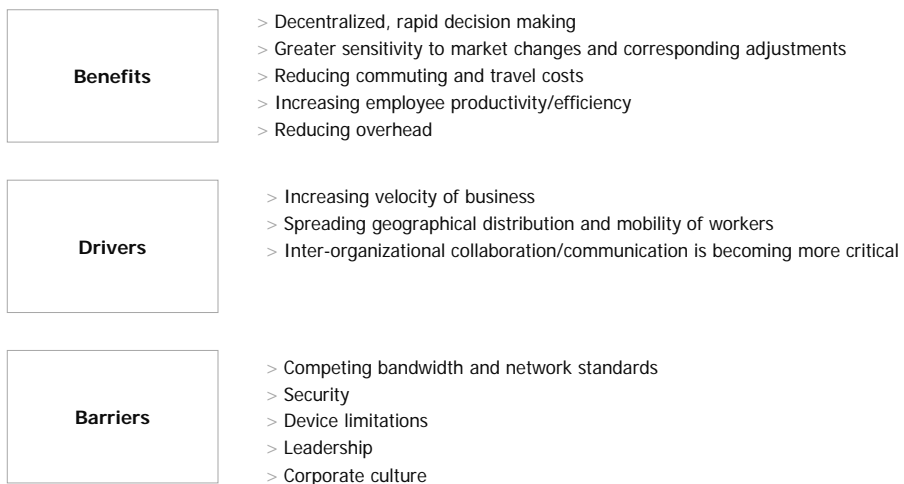 Benefits
> Decentralized, rapid decision making
> Greater sensitivity to market changes and corresponding adjustments
> Reducing commuting and travel costs
> Increasing employee productivity/efficiency
> Reducing overhead
Drivers
> Increasing velocity of business
> Spreading geographical distribution and mobility of workers
> Inter-organizational collaboration/communication is becoming more critical
Barriers
> Competing bandwidth and network standards
> Security
> Device limitations
> Leadership
> Corporate culture